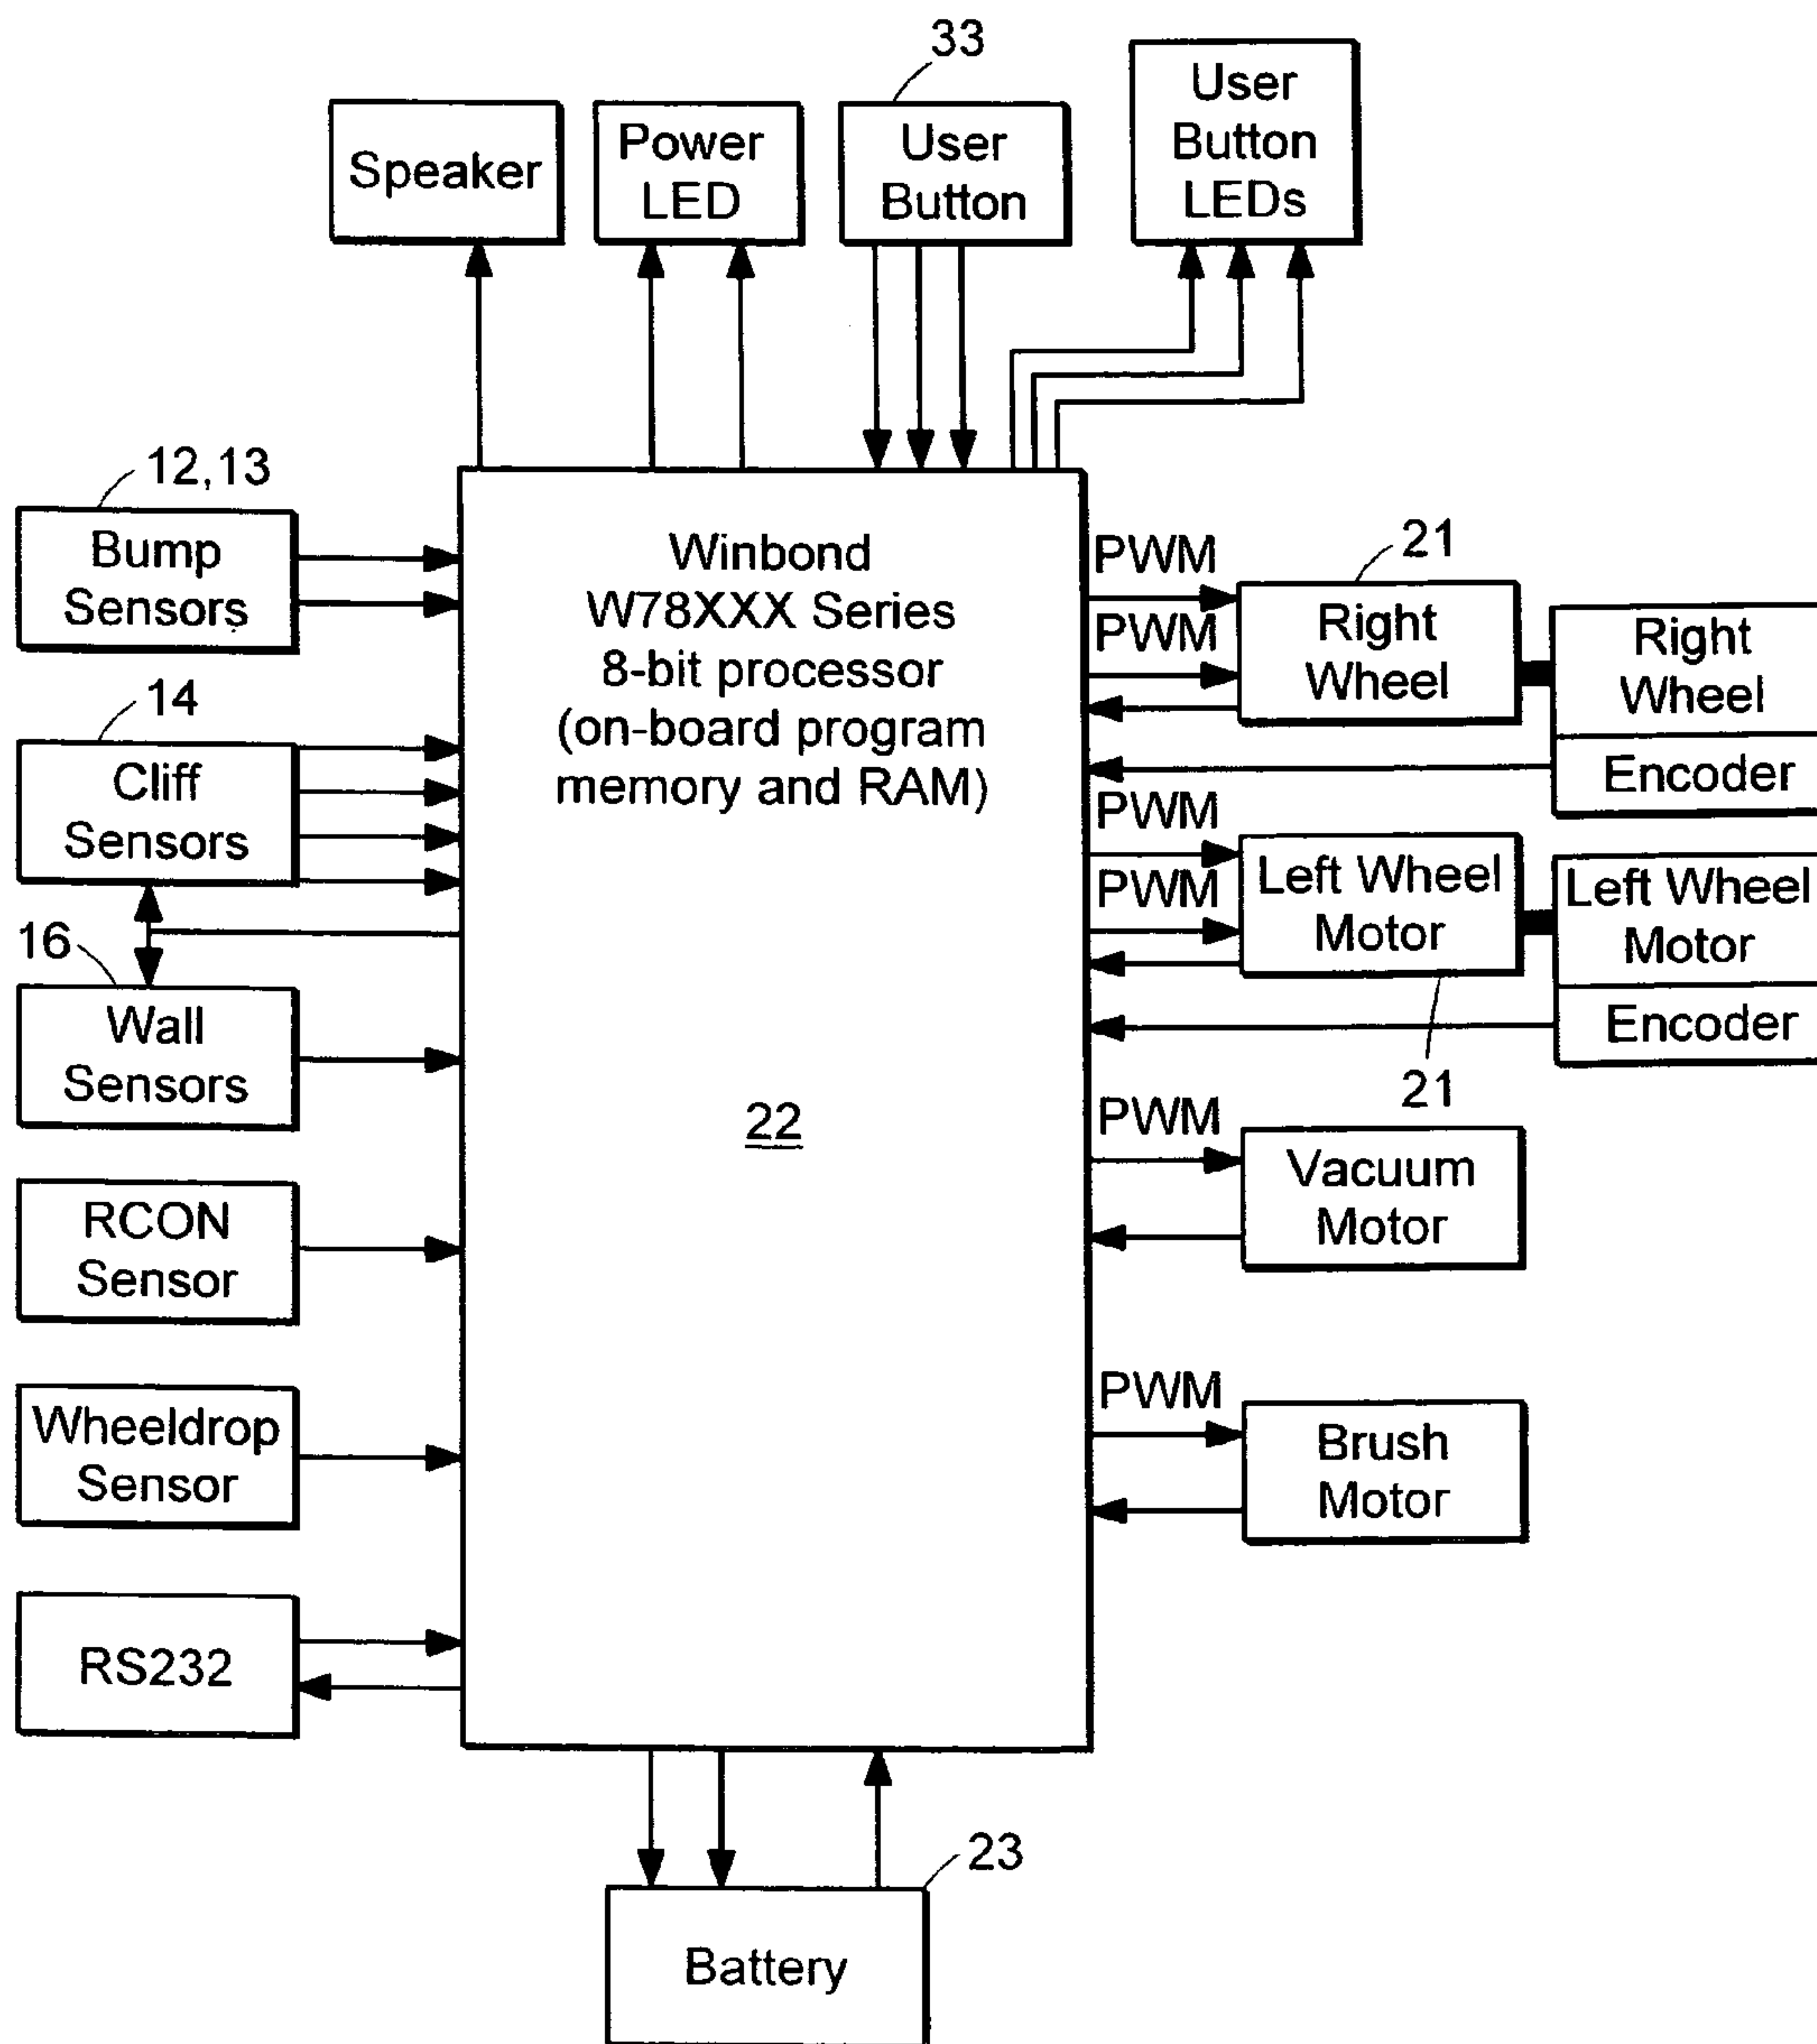 33
User
Button
LEDs
Speaker
Power
LED
User
Button
12,13
Bump
Sensors
14
Cliff
Sensors
16
Wall
Sensors
RCON
Sensor
Wheeldrop
Sensor
RS232
Winbond
W78XXX Series
8-bit processor
(on-board program
memory and RAM)
22
PWM
PWM
21
Right
Wheel
Right
Wheel
Encoder
PWM
PWM
Left Wheel
Motor
21
Left Wheel
Motor
Encoder
PWM
Vacuum
Motor
PWM
Brush
Motor
23
Battery